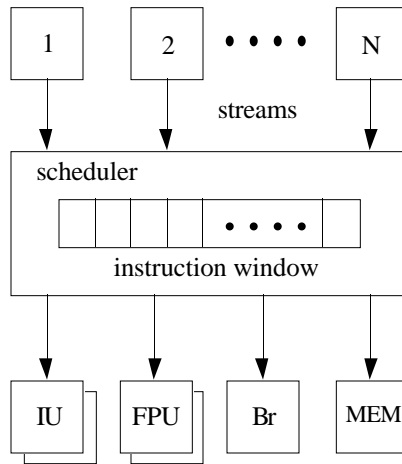 1 2 N
streams
scheduler
instruction window
IU FPU Br MEM